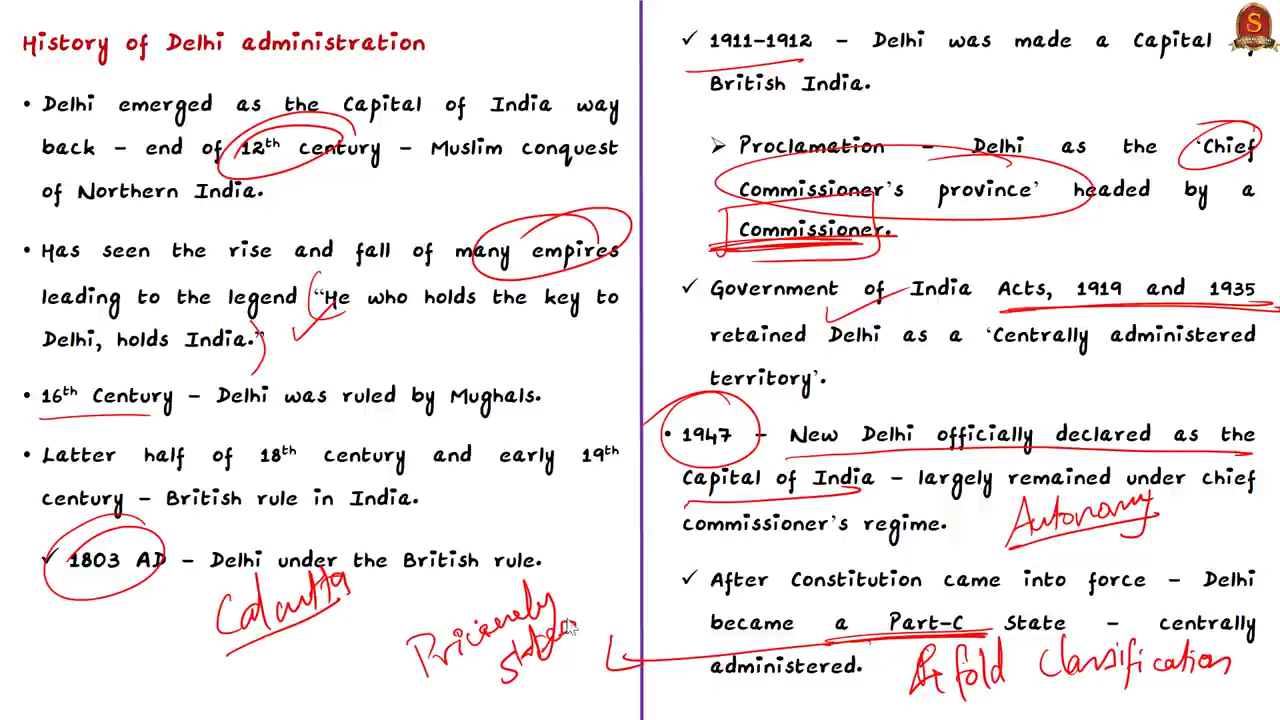 History of Delhi administration
• Delhi emerged as the Capital of India way
back – end of 12th century – Muslim conquest
of Northern India.
• Has seen the rise and fall of many empires
leading to the legend "He who holds the key to
Delhi, holds India."
• 16th Century – Delhi was ruled by Mughals.
• Latter half of 18th century and early 19th
century – British rule in India.
✓ 1803 AD – Delhi under the British rule.
Calcutta
✓ 1911-1912 – Delhi was made a Capital
British India.
➢ Proclamation – Delhi as the 'Chief
Commissioner's province' headed by a
Commissioner.
✓ Government of India Acts, 1919 and 1935
retained Delhi as a 'Centrally administered
territory'.
• 1947 – New Delhi officially declared as the
Capital of India – largely remained under chief
commissioner's regime.
Autonomy
✓ After Constitution came into force – Delhi
became a Part-C state – centrally
administered.
fold Classification
S